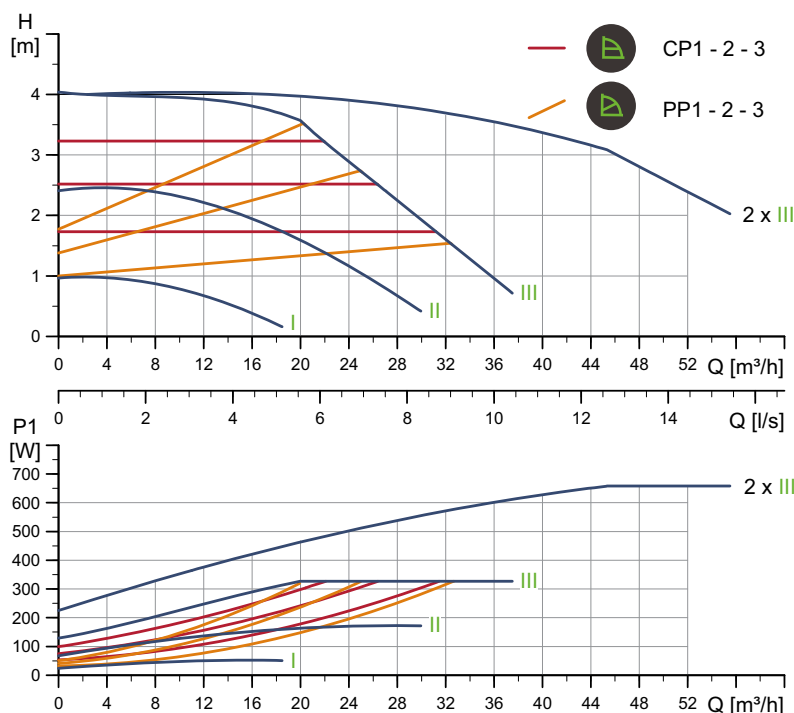 H
[m]
CP1 - 2 - 3
PP1 - 2 - 3
4
3
2
1
0
2 x III
III
II
I
0 4 8 12 16 20 24 28 32 36 40 44 48 52 Q [m³/h]
0 2 4 6 8 10 12 14 Q [l/s]
P1
[W]
700
600
500
400
300
200
100
0
2 x III
III
II
I
0 4 8 12 16 20 24 28 32 36 40 44 48 52 Q [m³/h]